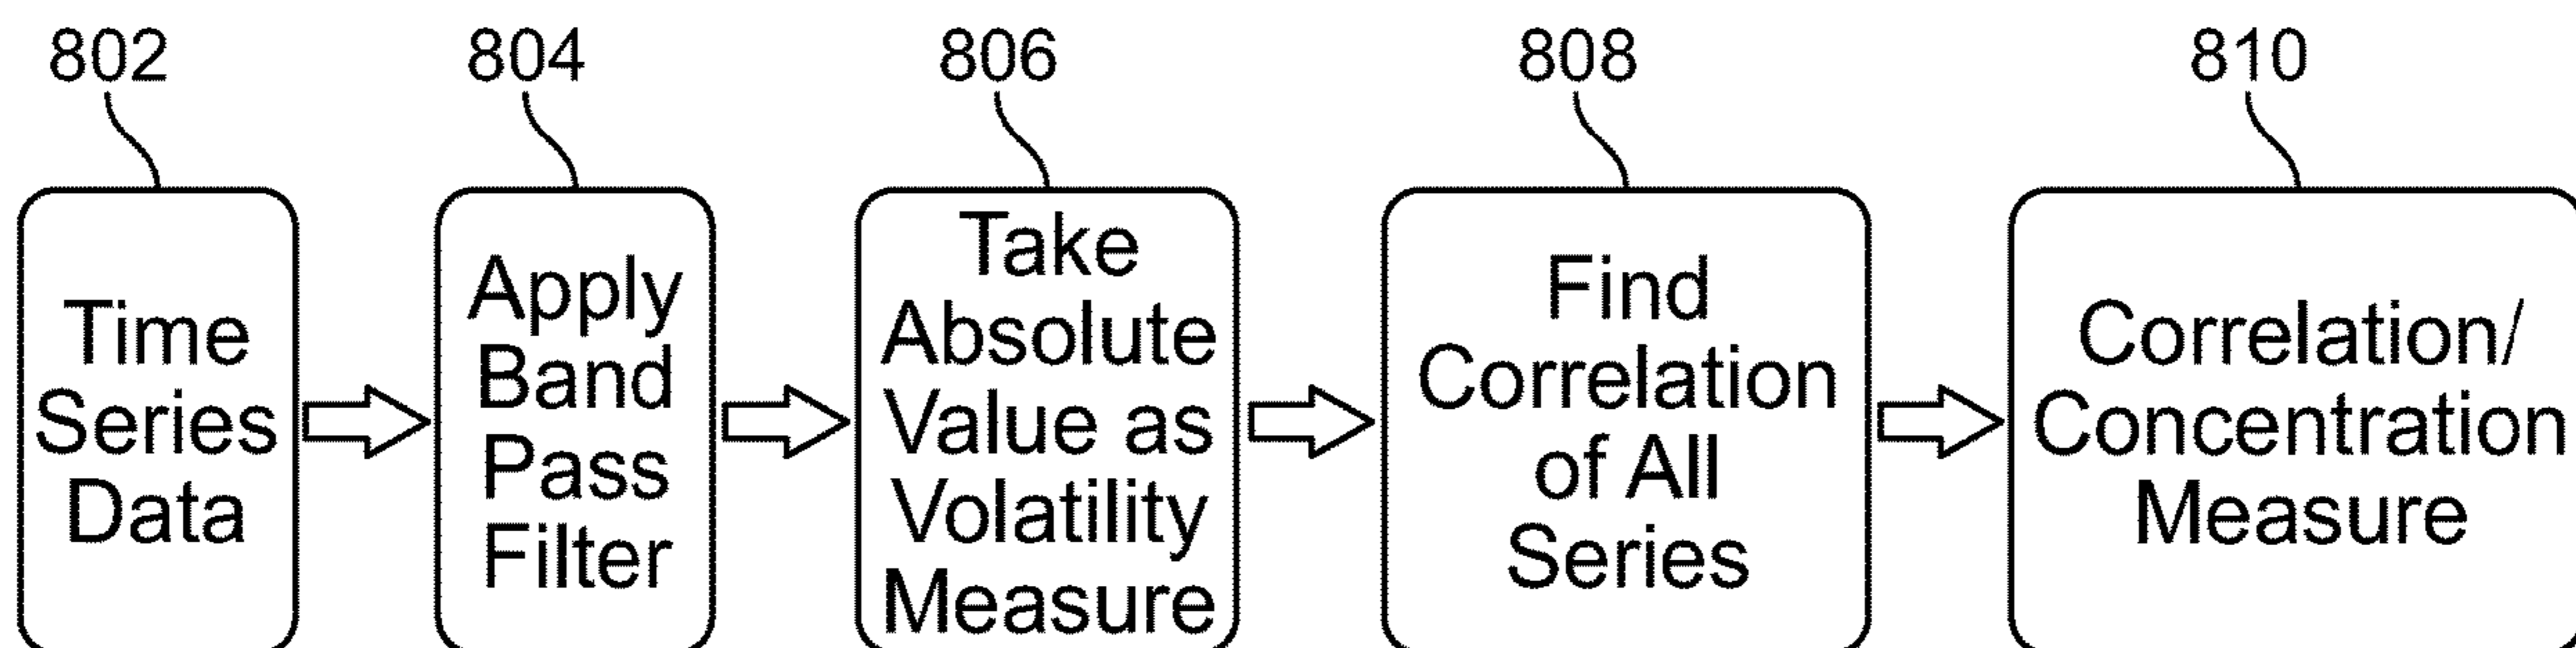 802
804
806
808
810
Time
Series
Data
Apply
Band
Pass
Filter
Take
Absolute
Value as
Volatility
Measure
Find
Correlation
of All
Series
Correlation/
Concentration
Measure